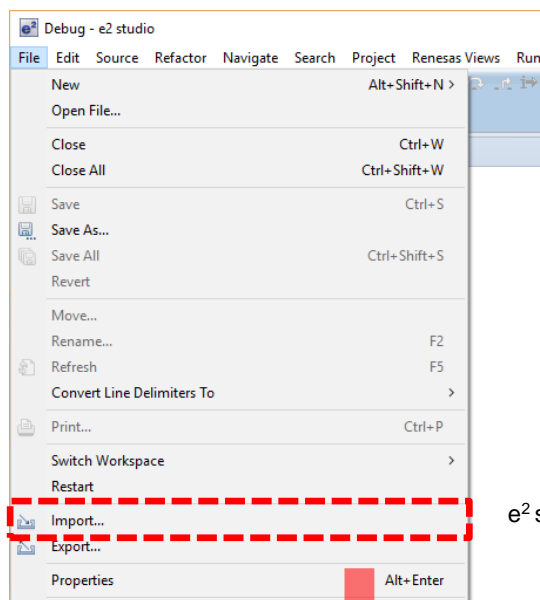 e² Debug - e2 studio
File Edit Source Refactor Navigate Search Project Renesas Views Run
New Alt+Shift+N >
Open File...
Close Ctrl+W
Close All Ctrl+Shift+W
Save Ctrl+S
Save As...
Save All Ctrl+Shift+S
Revert
Move...
Rename... F2
Refresh F5
Convert Line Delimiters To >
Print... Ctrl+P
Switch Workspace >
Restart
Import... e² s
Export...
Properties Alt+Enter